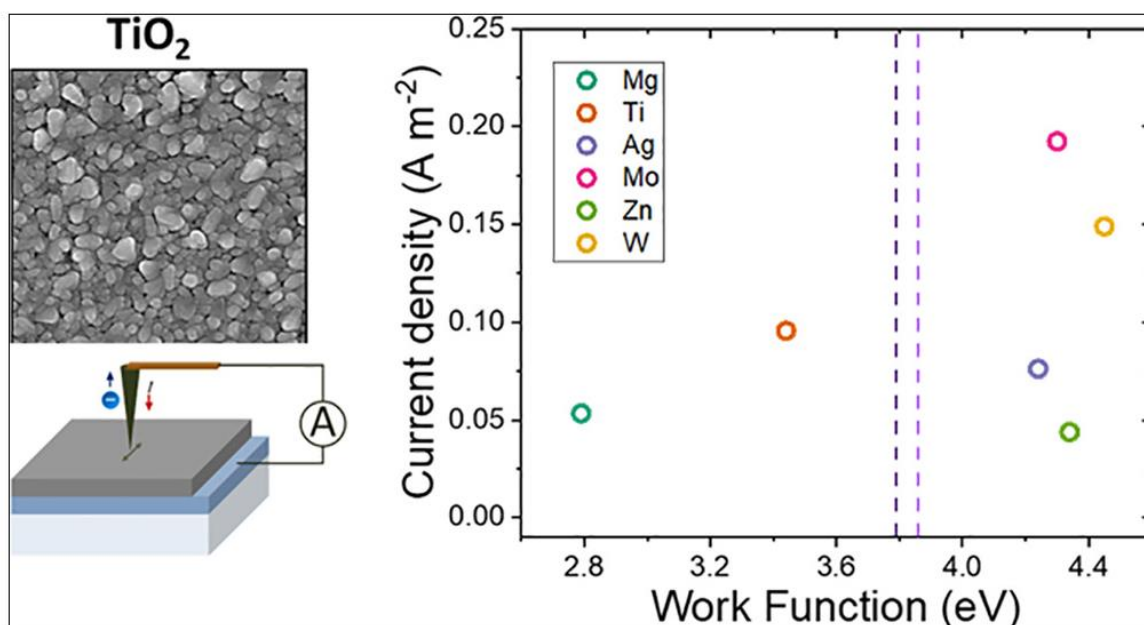 TiO₂
I
A
Current density (A m⁻²)
0.25
0.20
0.15
0.10
0.05
0.00
Mg
Ti
Ag
Mo
Zn
W
2.8 3.2 3.6 4.0 4.4
Work Function (eV)